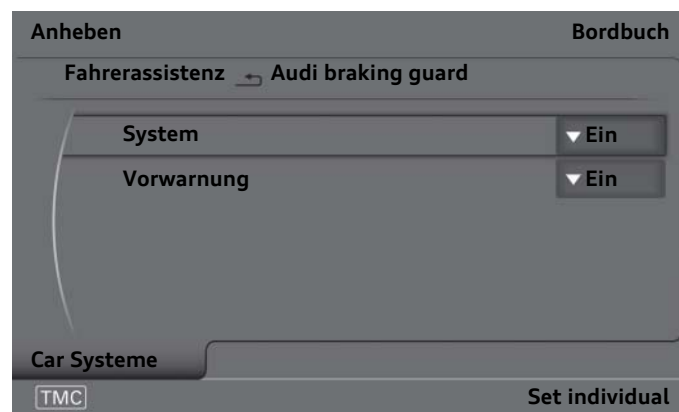 Anheben Bordbuch
Fahrerassistenz Audi braking guard
System Ein
Vorwarnung Ein
Car Systeme
TMC Set individual